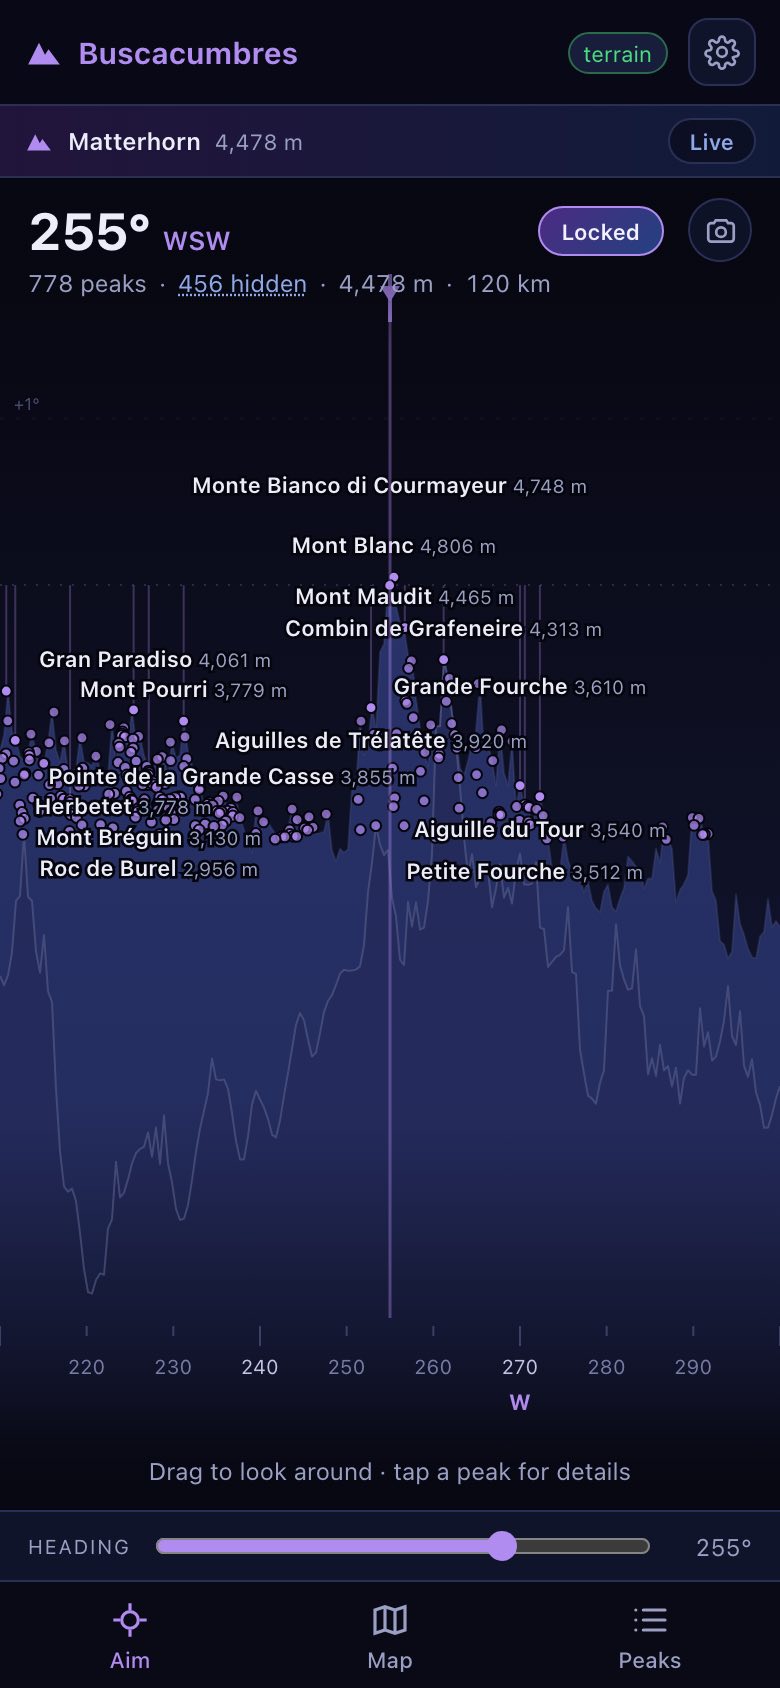 Buscacumbres
terrain
Matterhorn 4,478 m
Live
255° WSW
Locked
778 peaks · 456 hidden · 4,478 m · 120 km
+1°
Monte Bianco di Courmayeur 4,748 m
Mont Blanc 4,806 m
Mont Maudit 4,465 m
Combin de Grafeneire 4,313 m
Gran Paradiso 4,061 m
Mont Pourri 3,779 m
Grande Fourche 3,610 m
Aiguilles de Trélatête 3,920 m
Pointe de la Grande Casse 3,855 m
Herbetet 3,778 m
Mont Bréguin 3,130 m
Aiguille du Tour 3,540 m
Roc de Burel 2,956 m
Petite Fourche 3,512 m
220 230 240 250 260 270 280 290
W
Drag to look around · tap a peak for details
HEADING 255°
Aim Map Peaks